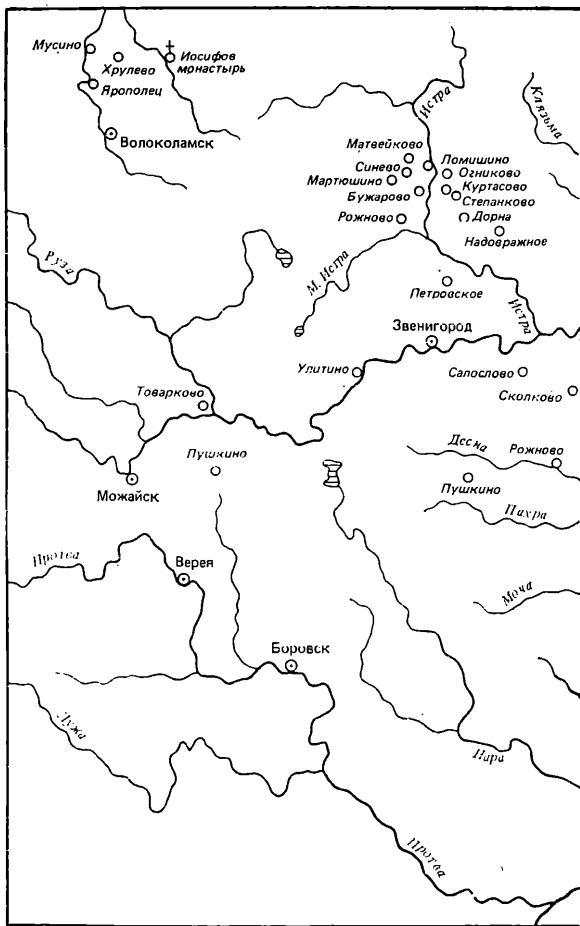 Мусино
Хрулево
Иосифов
монастырь
Ярополец
Волоколамск
Истра
Клязьма
Матвейково
Синево
Мартюшино
Бужарово
Рожново
Ломишино
Огниково
Куртасово
Степанково
Дорна
Надовражное
Руза
М. Истра
Петровское
Истра
Звенигород
Улитино
Салослово
Сколково
Товарково
Можайск
Пушкино
Десна
Рожново
Пушкино
Пахра
Протва
Верея
Моча
Боровск
Лужа
Нара
Протва